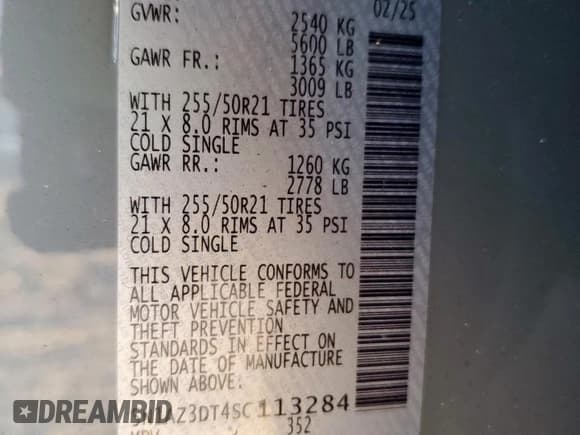 02/25
GVWR: 2540 KG
5600 LB
GAWR FR.: 1365 KG
3009 LB
WITH 255/50R21 TIRES
21 X 8.0 RIMS AT 35 PSI
COLD SINGLE
GAWR RR.: 1260 KG
2778 LB
WITH 255/50R21 TIRES
21 X 8.0 RIMS AT 35 PSI
COLD SINGLE
THIS VEHICLE CONFORMS TO
ALL APPLICABLE FEDERAL
MOTOR VEHICLE SAFETY AND
THEFT PREVENTION
STANDARDS IN EFFECT ON
THE DATE OF MANUFACTURE
SHOWN ABOVE:
113284
352
DREAMBID